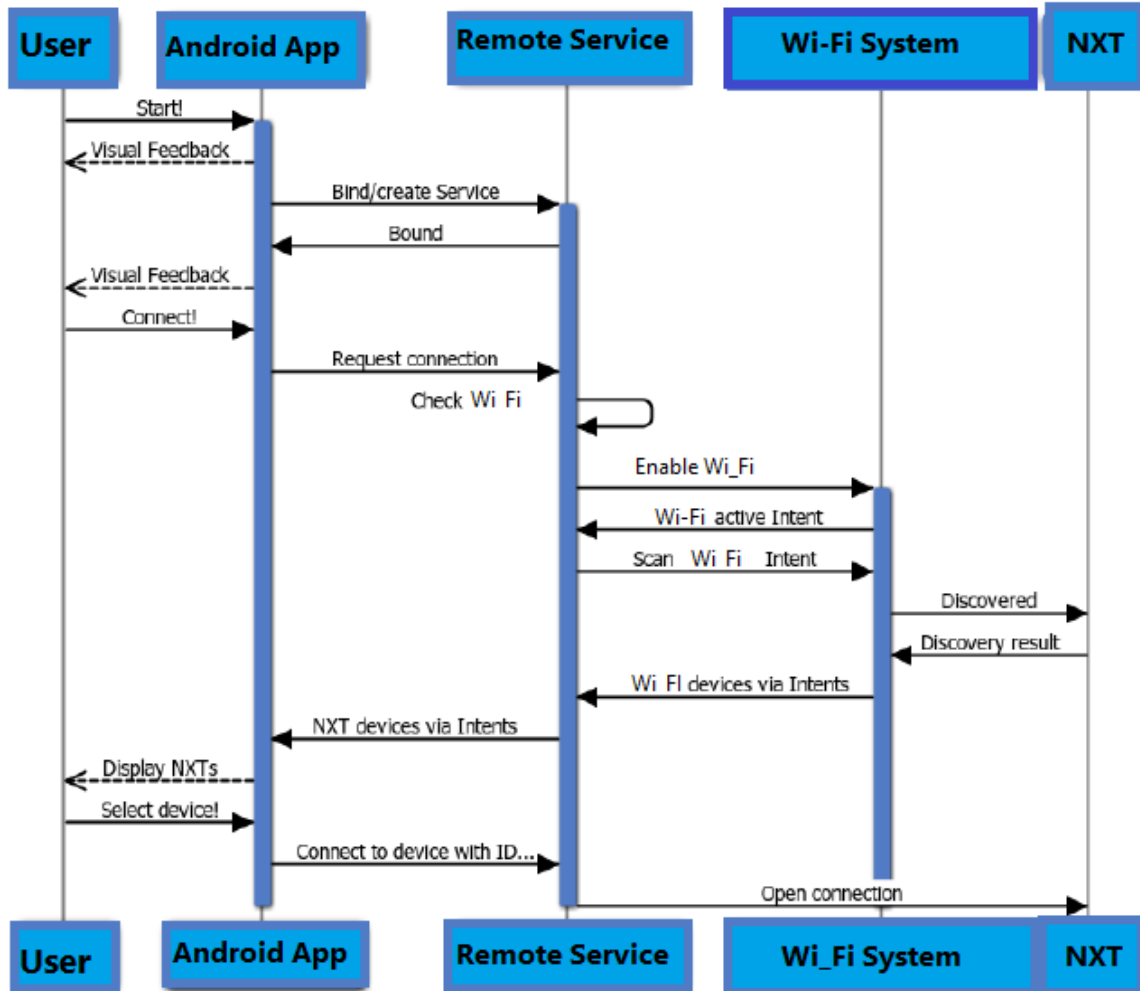 User
Android App
Remote Service
Wi-Fi System
NXT
Start!
Visual Feedback
Bind/create Service
Bound
Visual Feedback
Connect!
Request connection
Check Wi Fi
Enable Wi_Fi
Wi-Fi active Intent
Scan Wi Fi Intent
Discovered
Discovery result
Wi FI devices via Intents
NXT devices via Intents
Display NXTs
Select device!
Connect to device with ID...
Open connection
User
Android App
Remote Service
Wi_Fi System
NXT